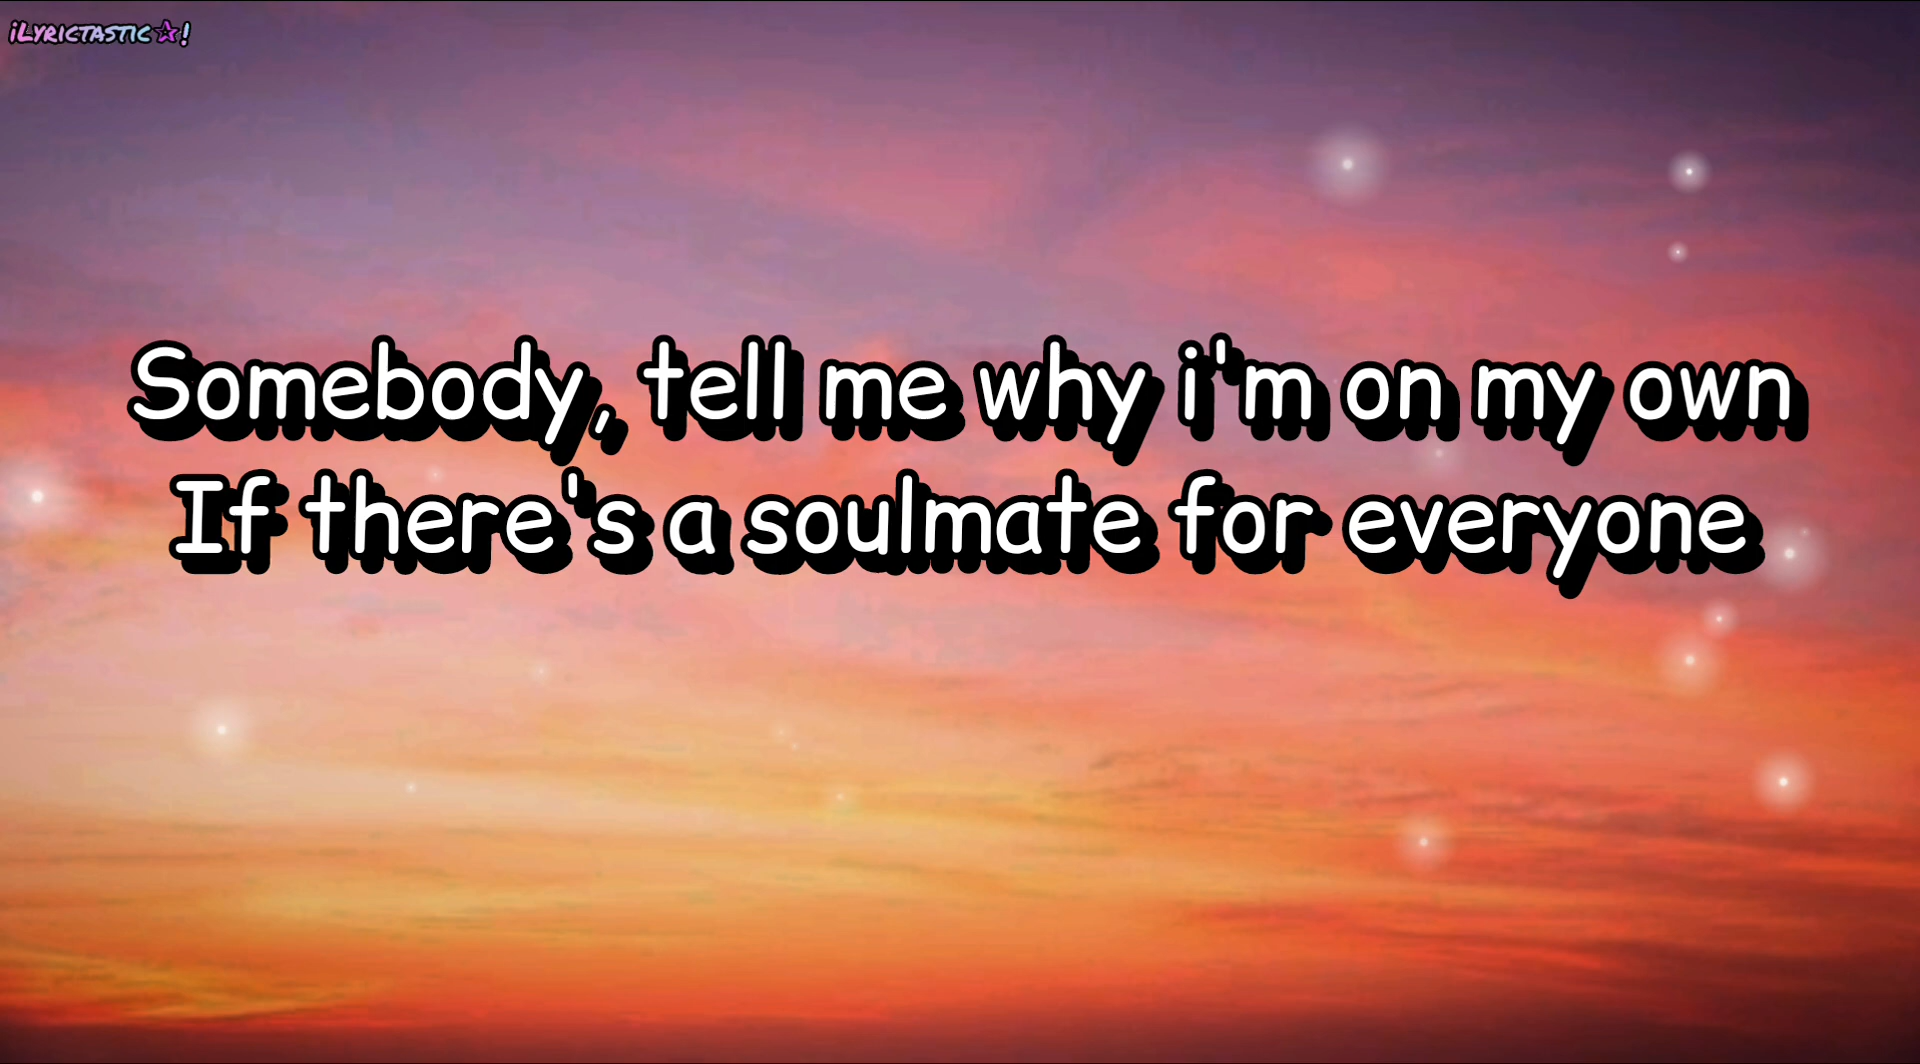 iLyrictastic☆!
Somebody, tell me why i'm on my own
If there's a soulmate for everyone